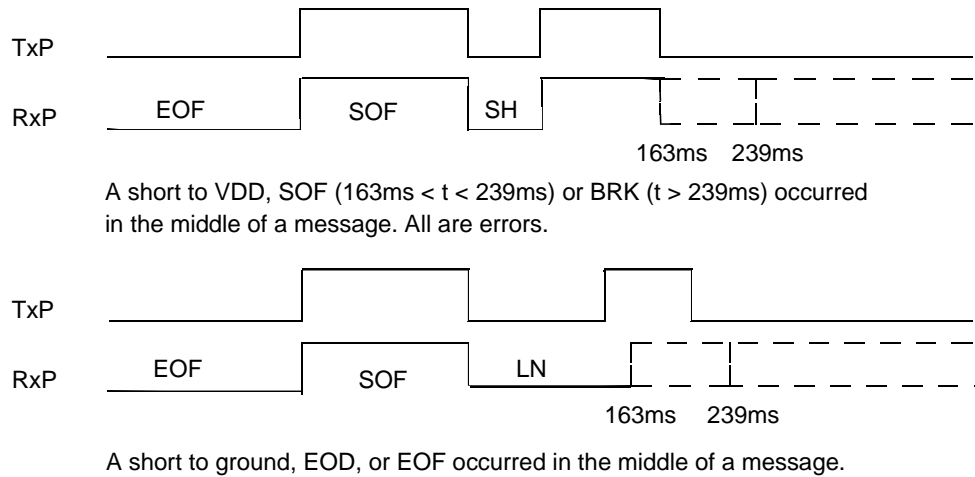 TxP
RxP EOF SOF SH
163ms 239ms
A short to VDD, SOF (163ms < t < 239ms) or BRK (t > 239ms) occurred
in the middle of a message. All are errors.
TxP
RxP EOF SOF LN
163ms 239ms
A short to ground, EOD, or EOF occurred in the middle of a message.